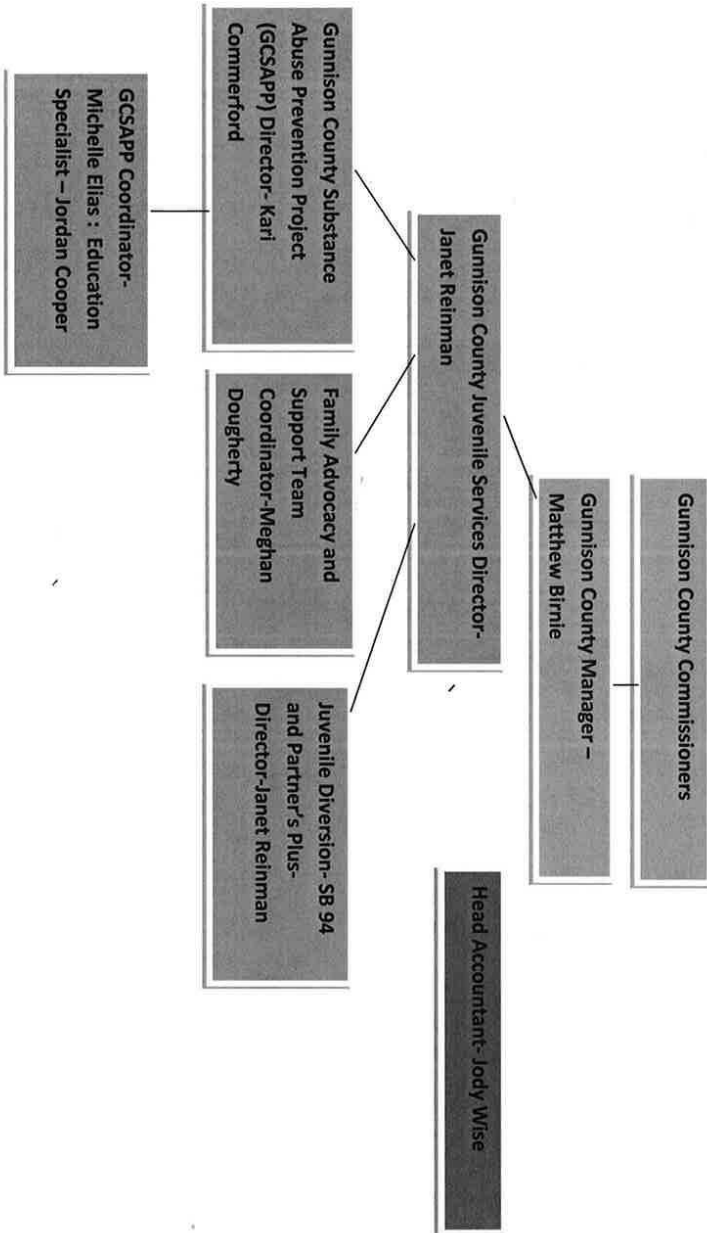 Gunnison County Commissioners
Gunnison County Manager –
Matthew Birnie
Gunnison County Juvenile Services Director-
Janet Reinman
Head Accountant- Jody Wise
Gunnison County Substance
Abuse Prevention Project
(GCSAPP) Director- Kari
Commerford
Family Advocacy and
Support Team
Coordinator-Meghan
Dougherty
Juvenile Diversion- SB 94
and Partner's Plus-
Director-Janet Reinman
GCSAPP Coordinator-
Michelle Elias : Education
Specialist – Jordan Cooper